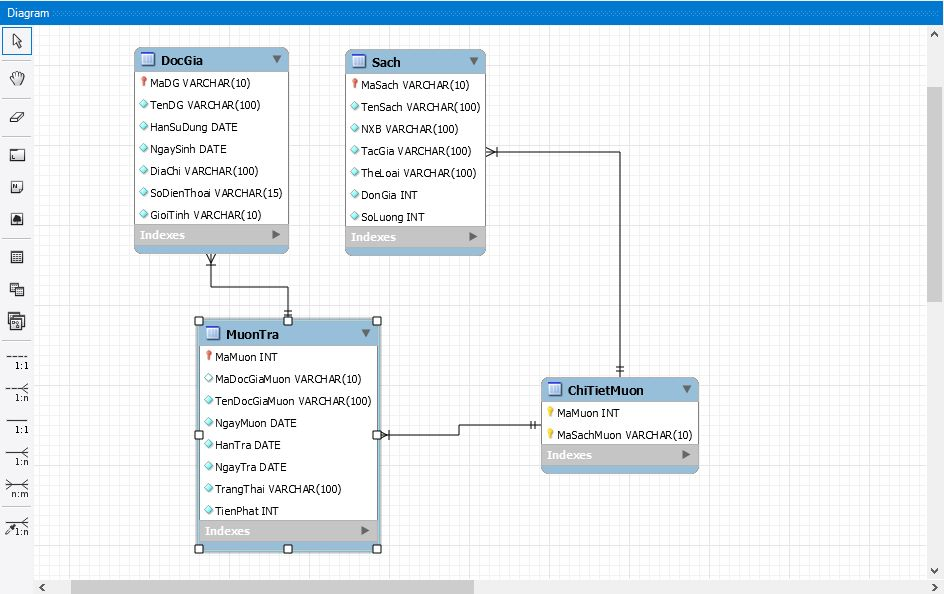 Diagram
DocGia
MaDG VARCHAR(10)
TenDG VARCHAR(100)
HanSuDung DATE
NgaySinh DATE
DiaChi VARCHAR(100)
SoDienThoai VARCHAR(15)
GioiTinh VARCHAR(10)
Indexes
Sach
MaSach VARCHAR(10)
TenSach VARCHAR(100)
NXB VARCHAR(100)
TacGia VARCHAR(100)
TheLoai VARCHAR(100)
DonGia INT
SoLuong INT
Indexes
MuonTra
MaMuon INT
MaDocGiaMuon VARCHAR(10)
TenDocGiaMuon VARCHAR(100)
NgayMuon DATE
HanTra DATE
NgayTra DATE
TrangThai VARCHAR(100)
TienPhat INT
Indexes
ChiTietMuon
MaMuon INT
MaSachMuon VARCHAR(10)
Indexes
1:1
1:n
1:1
1:n
n:m
1:n